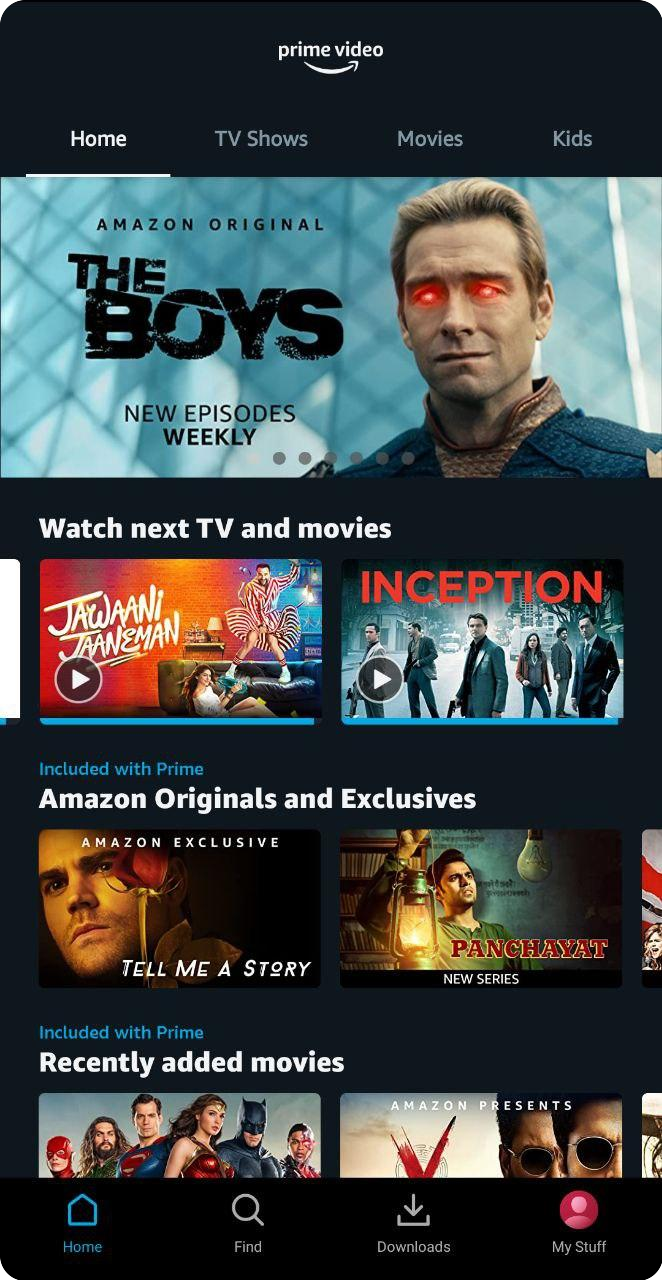 prime video
Home
TV Shows
Movies
Kids
AMAZON ORIGINAL
THE
BOYS
NEW EPISODES
WEEKLY
Watch next TV and movies
JAWAANI
JAANEMAN
INCEPTION
Included with Prime
Amazon Originals and Exclusives
AMAZON EXCLUSIVE
TELL ME A STORY
PANCHAYAT
NEW SERIES
Included with Prime
Recently added movies
AMAZON PRESENTS
V
Home
Find
Downloads
My Stuff